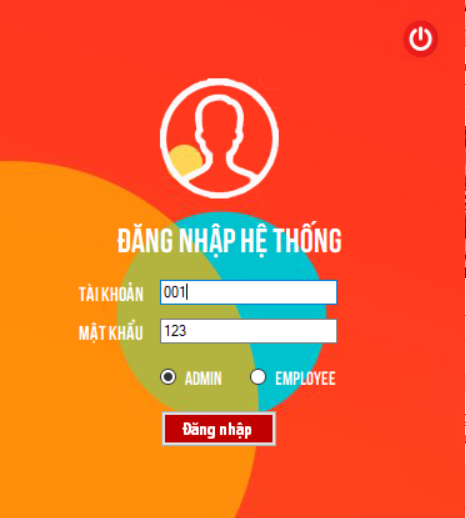 ĐĂNG NHẬP HỆ THỐNG
TÀI KHOẢN 001
MẬT KHẨU 123
ADMIN EMPLOYEE
Đăng nhập